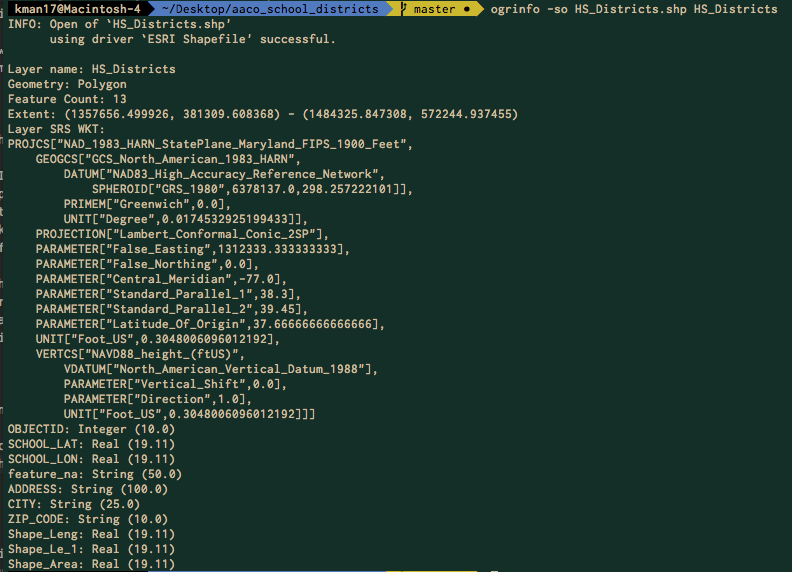 kman17@Macintosh-4 ~/Desktop/aaco_school_districts master ● ogrinfo -so HS_Districts.shp HS_Districts
INFO: Open of `HS_Districts.shp'
      using driver `ESRI Shapefile' successful.
Layer name: HS_Districts
Geometry: Polygon
Feature Count: 13
Extent: (1357656.499926, 381309.608368) - (1484325.847308, 572244.937455)
Layer SRS WKT:
PROJCS["NAD_1983_HARN_StatePlane_Maryland_FIPS_1900_Feet",
    GEOGCS["GCS_North_American_1983_HARN",
        DATUM["NAD83_High_Accuracy_Reference_Network",
            SPHEROID["GRS_1980",6378137.0,298.257222101]],
        PRIMEM["Greenwich",0.0],
        UNIT["Degree",0.0174532925199433]],
    PROJECTION["Lambert_Conformal_Conic_2SP"],
    PARAMETER["False_Easting",1312333.333333333],
    PARAMETER["False_Northing",0.0],
    PARAMETER["Central_Meridian",-77.0],
    PARAMETER["Standard_Parallel_1",38.3],
    PARAMETER["Standard_Parallel_2",39.45],
    PARAMETER["Latitude_Of_Origin",37.66666666666666],
    UNIT["Foot_US",0.3048006096012192],
    VERTCS["NAVD88_height_(ftUS)",
        VDATUM["North_American_Vertical_Datum_1988"],
        PARAMETER["Vertical_Shift",0.0],
        PARAMETER["Direction",1.0],
        UNIT["Foot_US",0.3048006096012192]]]
OBJECTID: Integer (10.0)
SCHOOL_LAT: Real (19.11)
SCHOOL_LON: Real (19.11)
feature_na: String (50.0)
ADDRESS: String (100.0)
CITY: String (25.0)
ZIP_CODE: String (10.0)
Shape_Leng: Real (19.11)
Shape_Le_1: Real (19.11)
Shape_Area: Real (19.11)